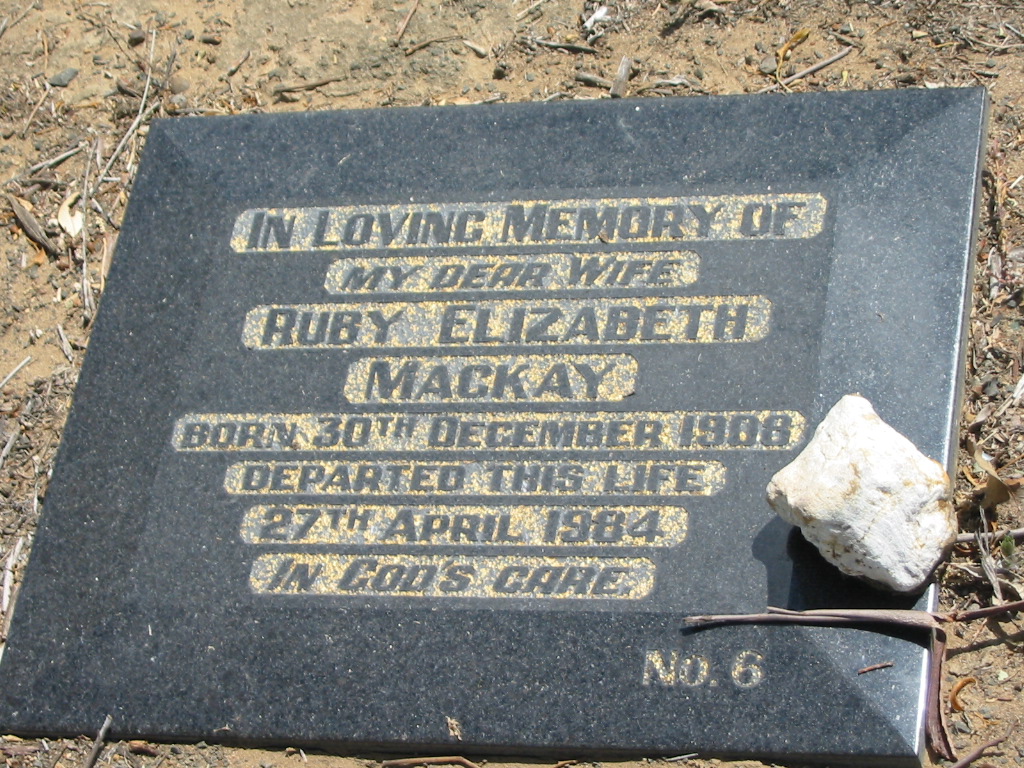 IN LOVING MEMORY OF
MY DEAR WIFE
RUBY ELIZABETH
MACKAY
BORN 30TH DECEMBER 1908
DEPARTED THIS LIFE
27TH APRIL 1984
IN GOD'S CARE.
No. 6